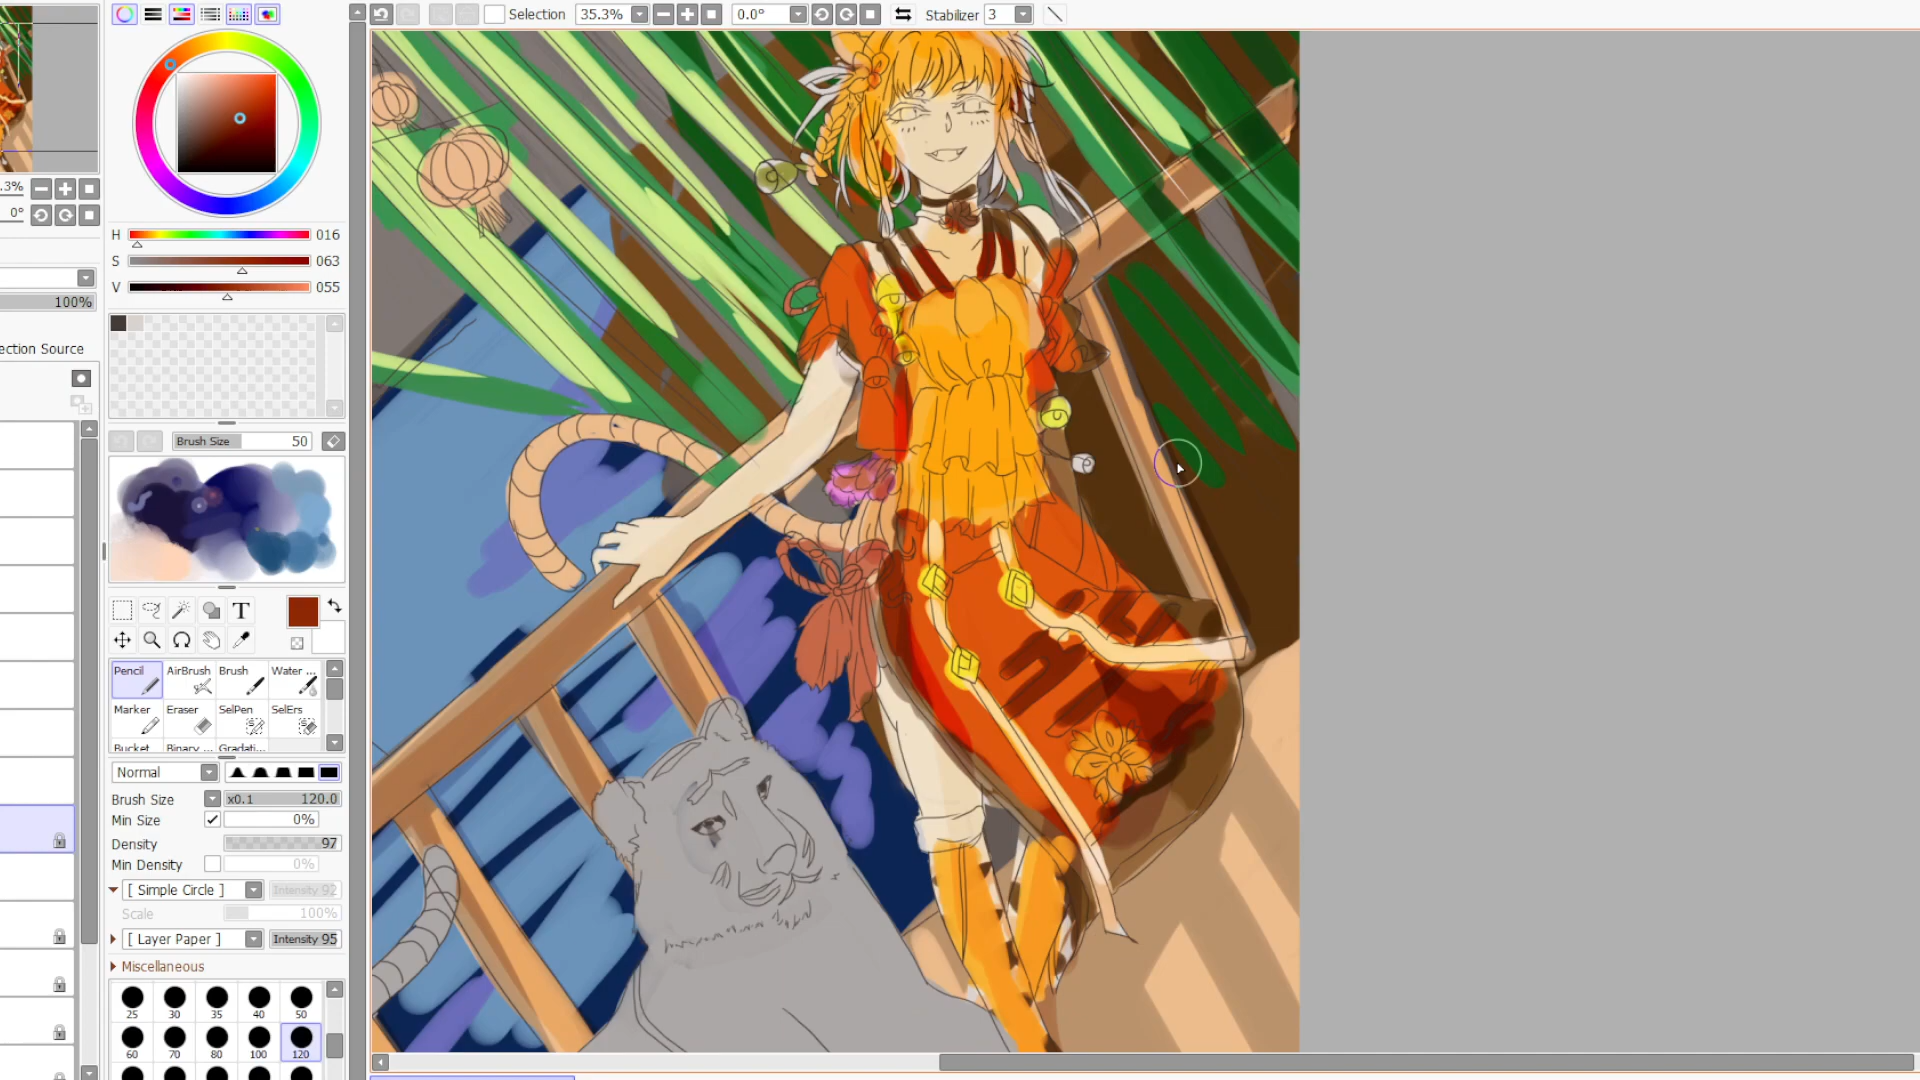 Selection 35.3% 0.0° Stabilizer 3
.3%
0°
100%
ection Source
H 016
S 063
V 055
Brush Size 50
T
Pencil AirBrush Brush Water ...
Marker Eraser SelPen SelErs
Bucket Binary ... Gradati...
Normal
Brush Size x0.1 120.0
Min Size 0%
Density 97
Min Density 0%
[ Simple Circle ] Intensity 92
Scale 100%
[ Layer Paper ] Intensity 95
Miscellaneous
25 30 35 40 50
60 70 80 100 120